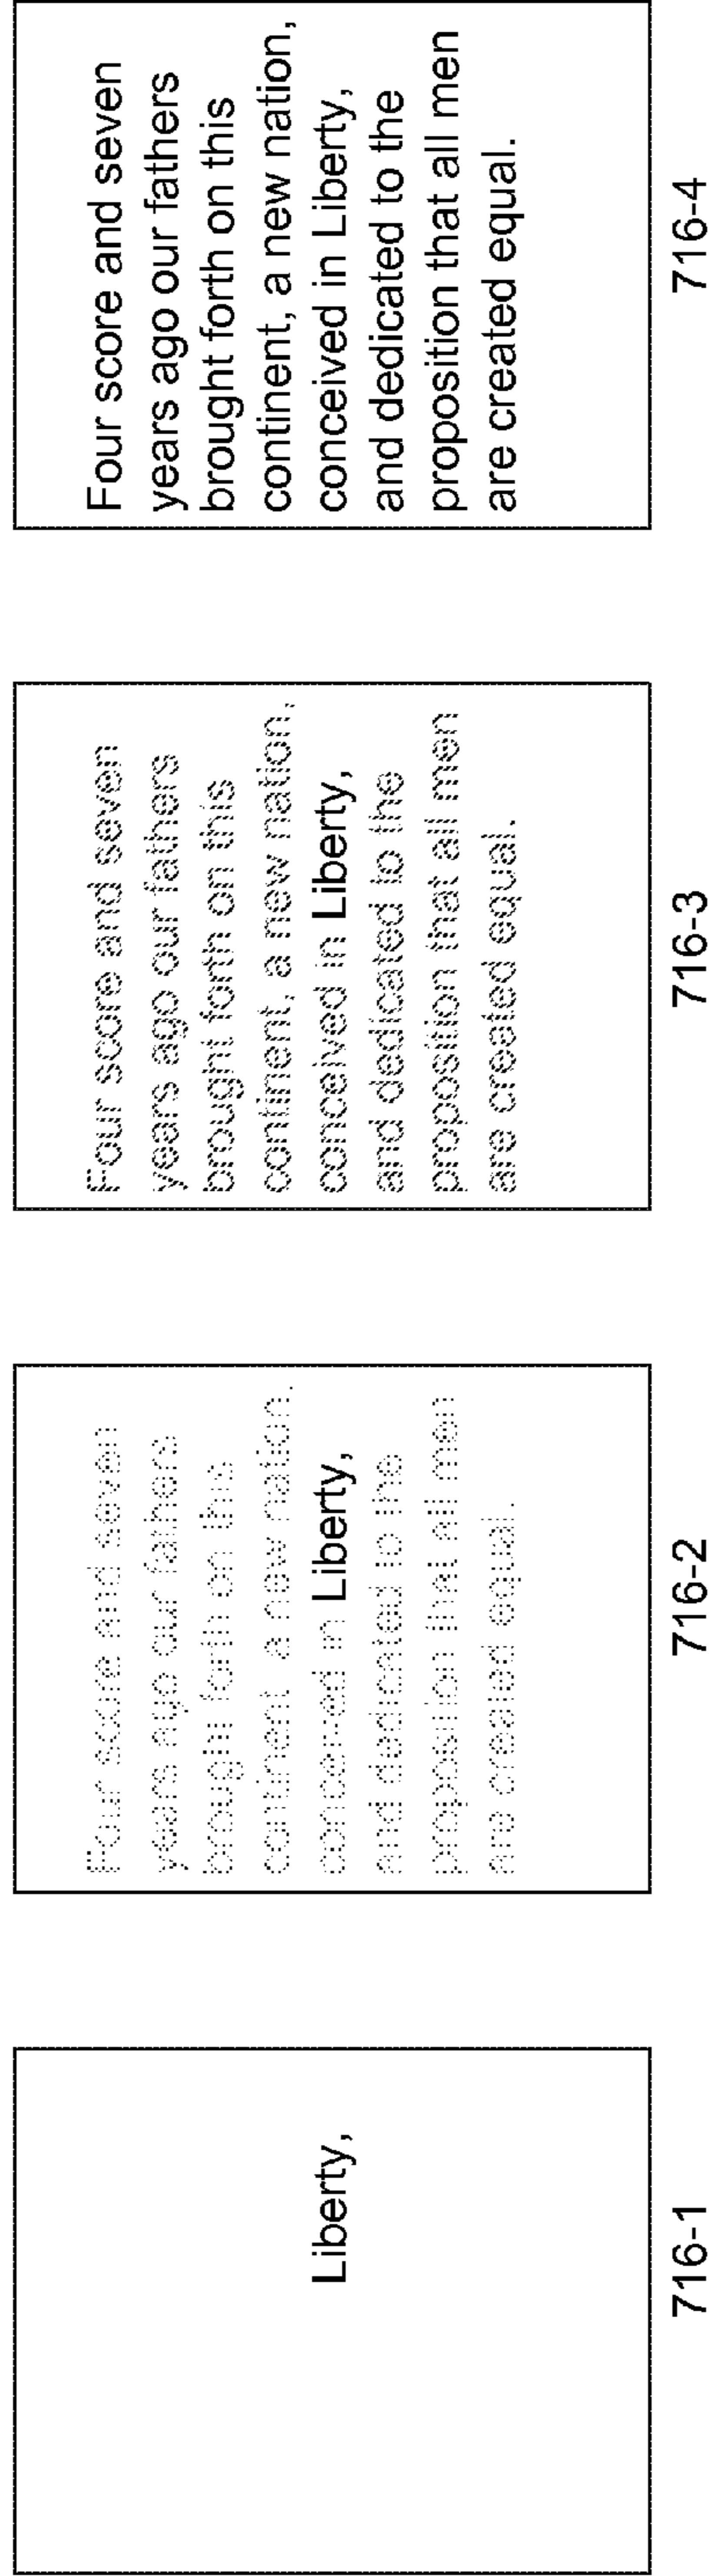 Liberty,
716-1
Four score and seven
years ago our fathers
brought forth on this
continent, a new nation,
conceived in Liberty,
and dedicated to the
proposition that all men
are created equal.
716-2
Four score and seven
years ago our fathers
brought forth on this
continent, a new nation,
conceived in Liberty,
and dedicated to the
proposition that all men
are created equal.
716-3
Four score and seven
years ago our fathers
brought forth on this
continent, a new nation,
conceived in Liberty,
and dedicated to the
proposition that all men
are created equal.
716-4